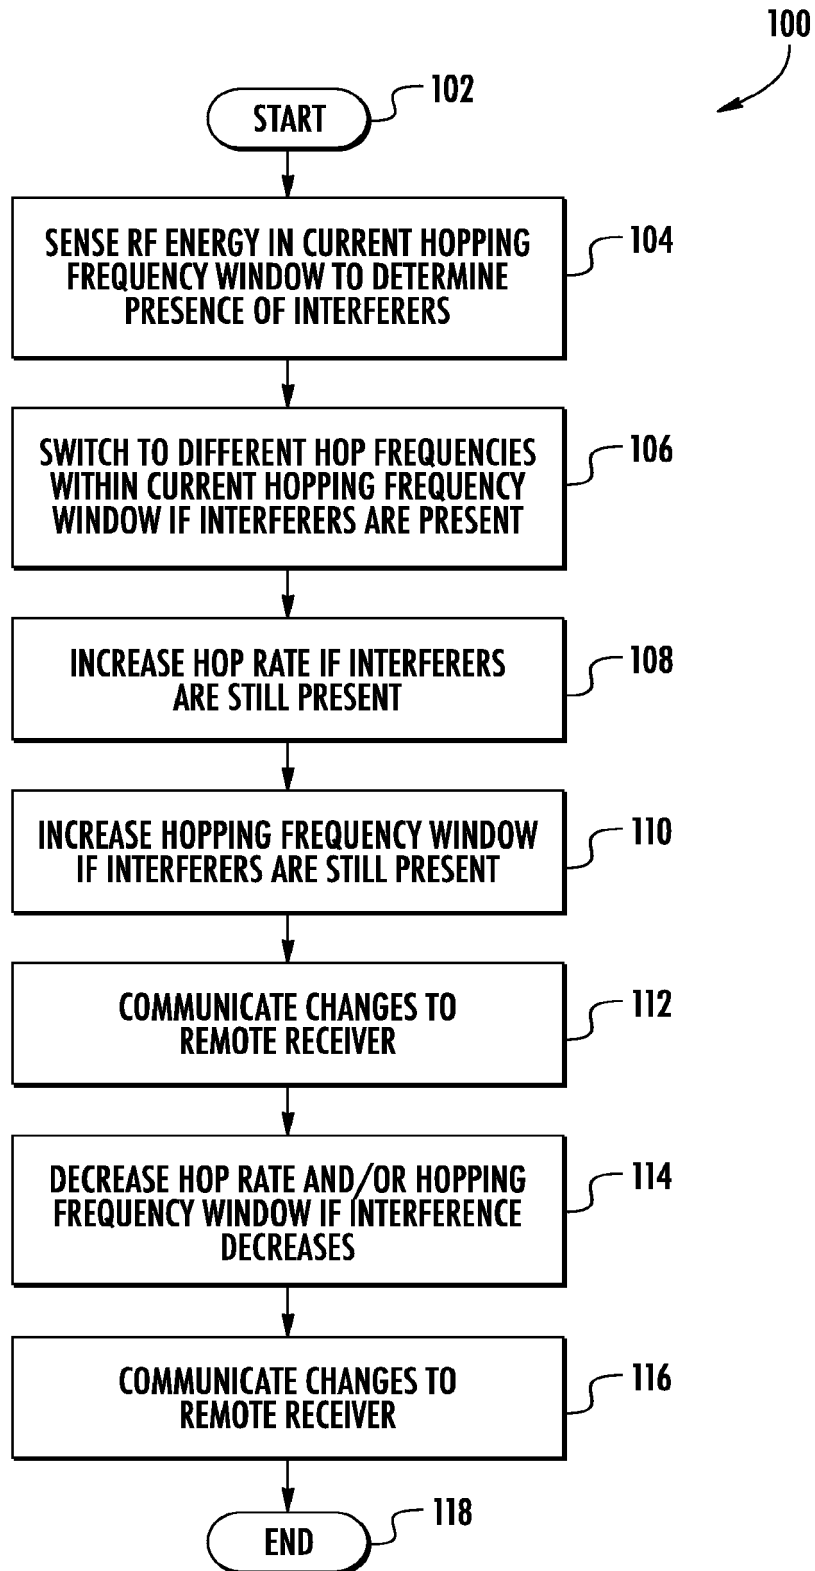 100
START
102
SENSE RF ENERGY IN CURRENT HOPPING
FREQUENCY WINDOW TO DETERMINE
PRESENCE OF INTERFERERS
104
SWITCH TO DIFFERENT HOP FREQUENCIES
WITHIN CURRENT HOPPING FREQUENCY
WINDOW IF INTERFERERS ARE PRESENT
106
INCREASE HOP RATE IF INTERFERERS
ARE STILL PRESENT
108
INCREASE HOPPING FREQUENCY WINDOW
IF INTERFERERS ARE STILL PRESENT
110
COMMUNICATE CHANGES TO
REMOTE RECEIVER
112
DECREASE HOP RATE AND/OR HOPPING
FREQUENCY WINDOW IF INTERFERENCE
DECREASES
114
COMMUNICATE CHANGES TO
REMOTE RECEIVER
116
END
118